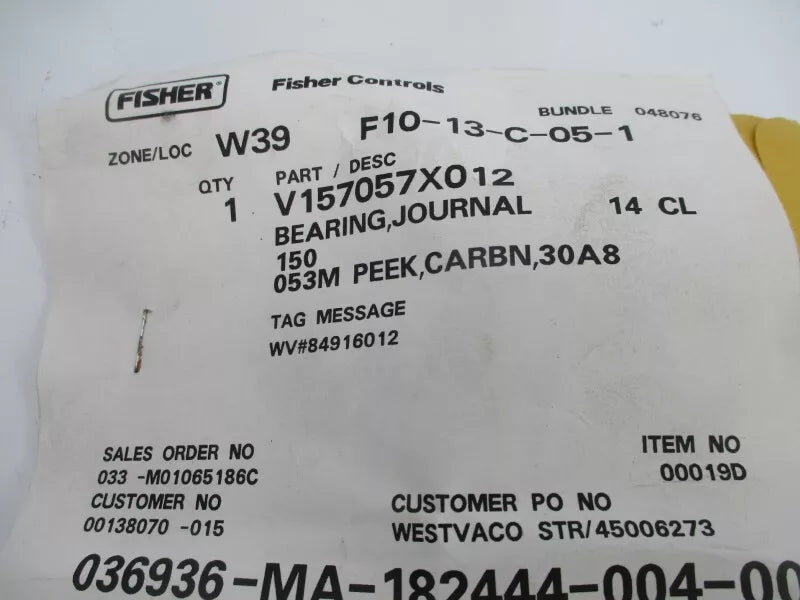 FISHER® Fisher Controls
BUNDLE 048076
ZONE/LOC W39 F10-13-C-05-1
QTY PART / DESC
1 V157057X012
BEARING,JOURNAL 14 CL
150
053M PEEK,CARBN,30A8
TAG MESSAGE
WV#84916012
SALES ORDER NO ITEM NO
033 -M01065186C 00019D
CUSTOMER NO CUSTOMER PO NO
00138070 -015 WESTVACO STR/45006273
036936-MA-182444-004-00